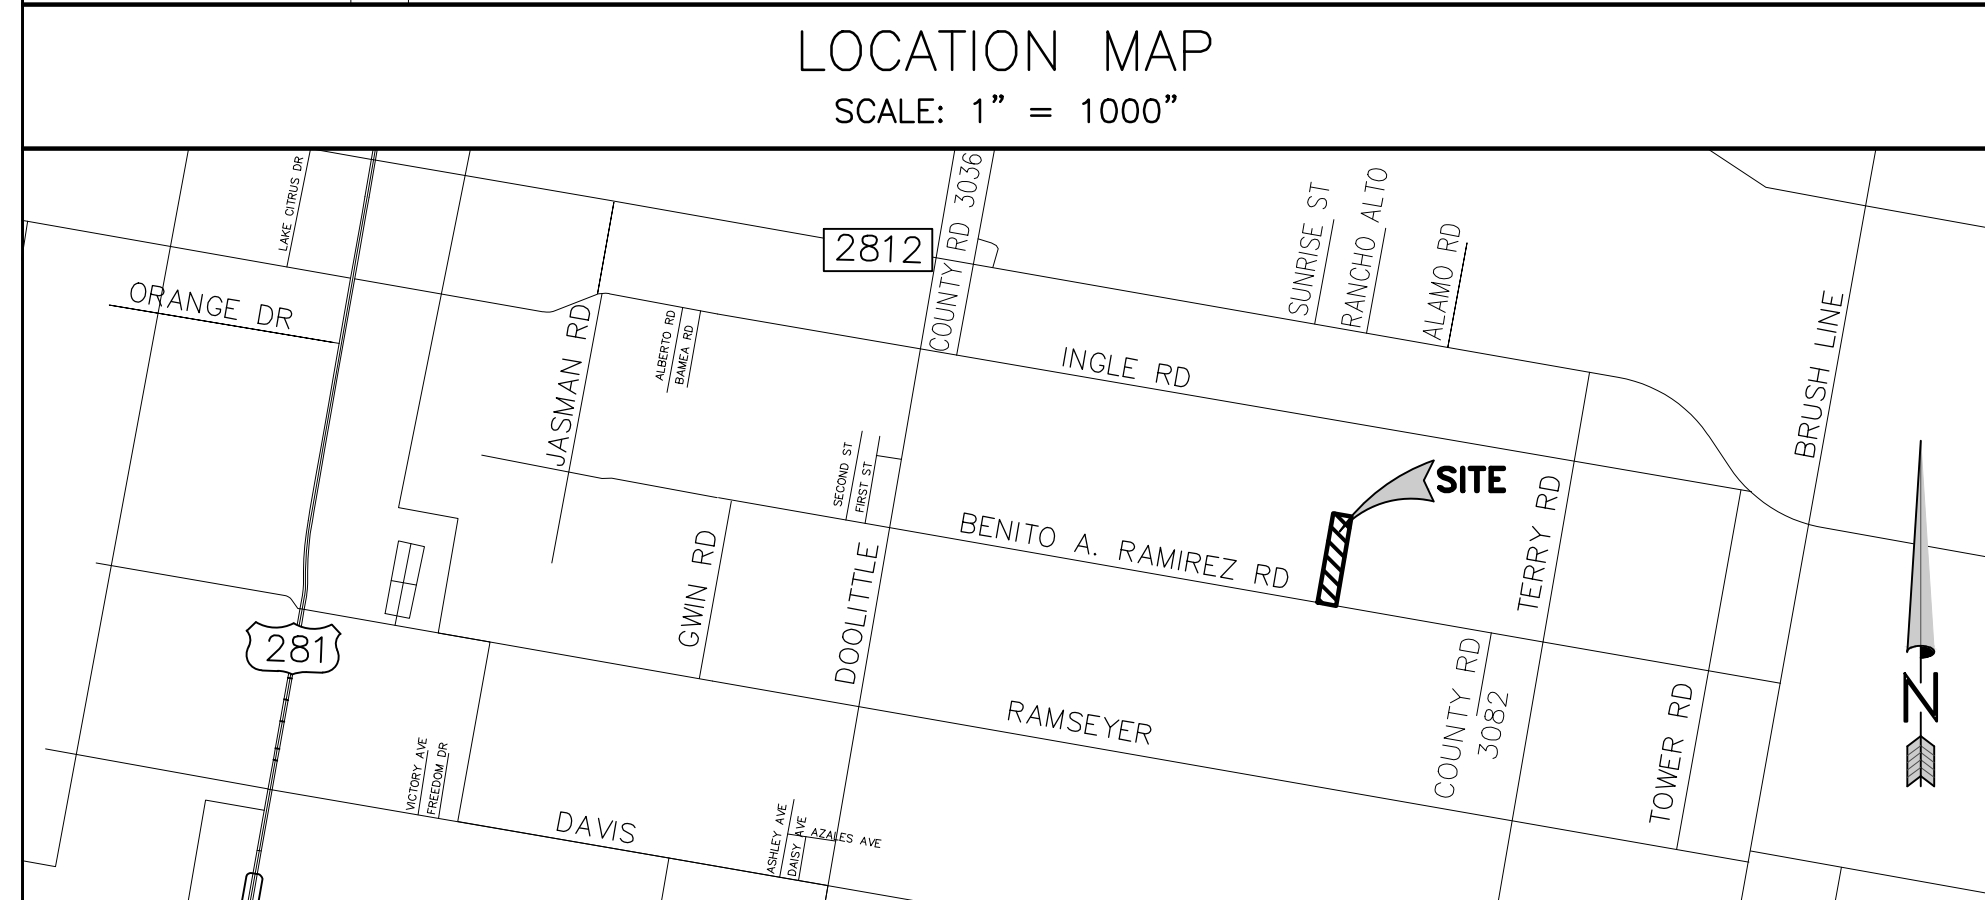 LOCATION MAP
SCALE: 1” = 1000”
LAKE CITRUS DR
COUNTY RD 3036
2812
SUNRISE ST
RANCHO ALTO
ALAMO RD
ORANGE DR
JASMAN RD
ALBERTO RD
BAMEA RD
INGLE RD
BRUSH LINE
SECOND ST
FIRST ST
SITE
BENITO A. RAMIREZ RD
TERRY RD
GWIN RD
DOOLITTLE
281
COUNTY RD
3082
TOWER RD
N
RAMSEYER
VICTORY AVE
FREEDOM DR
DAVIS
ASHLEY AVE
DAISY AVE
AZALES AVE